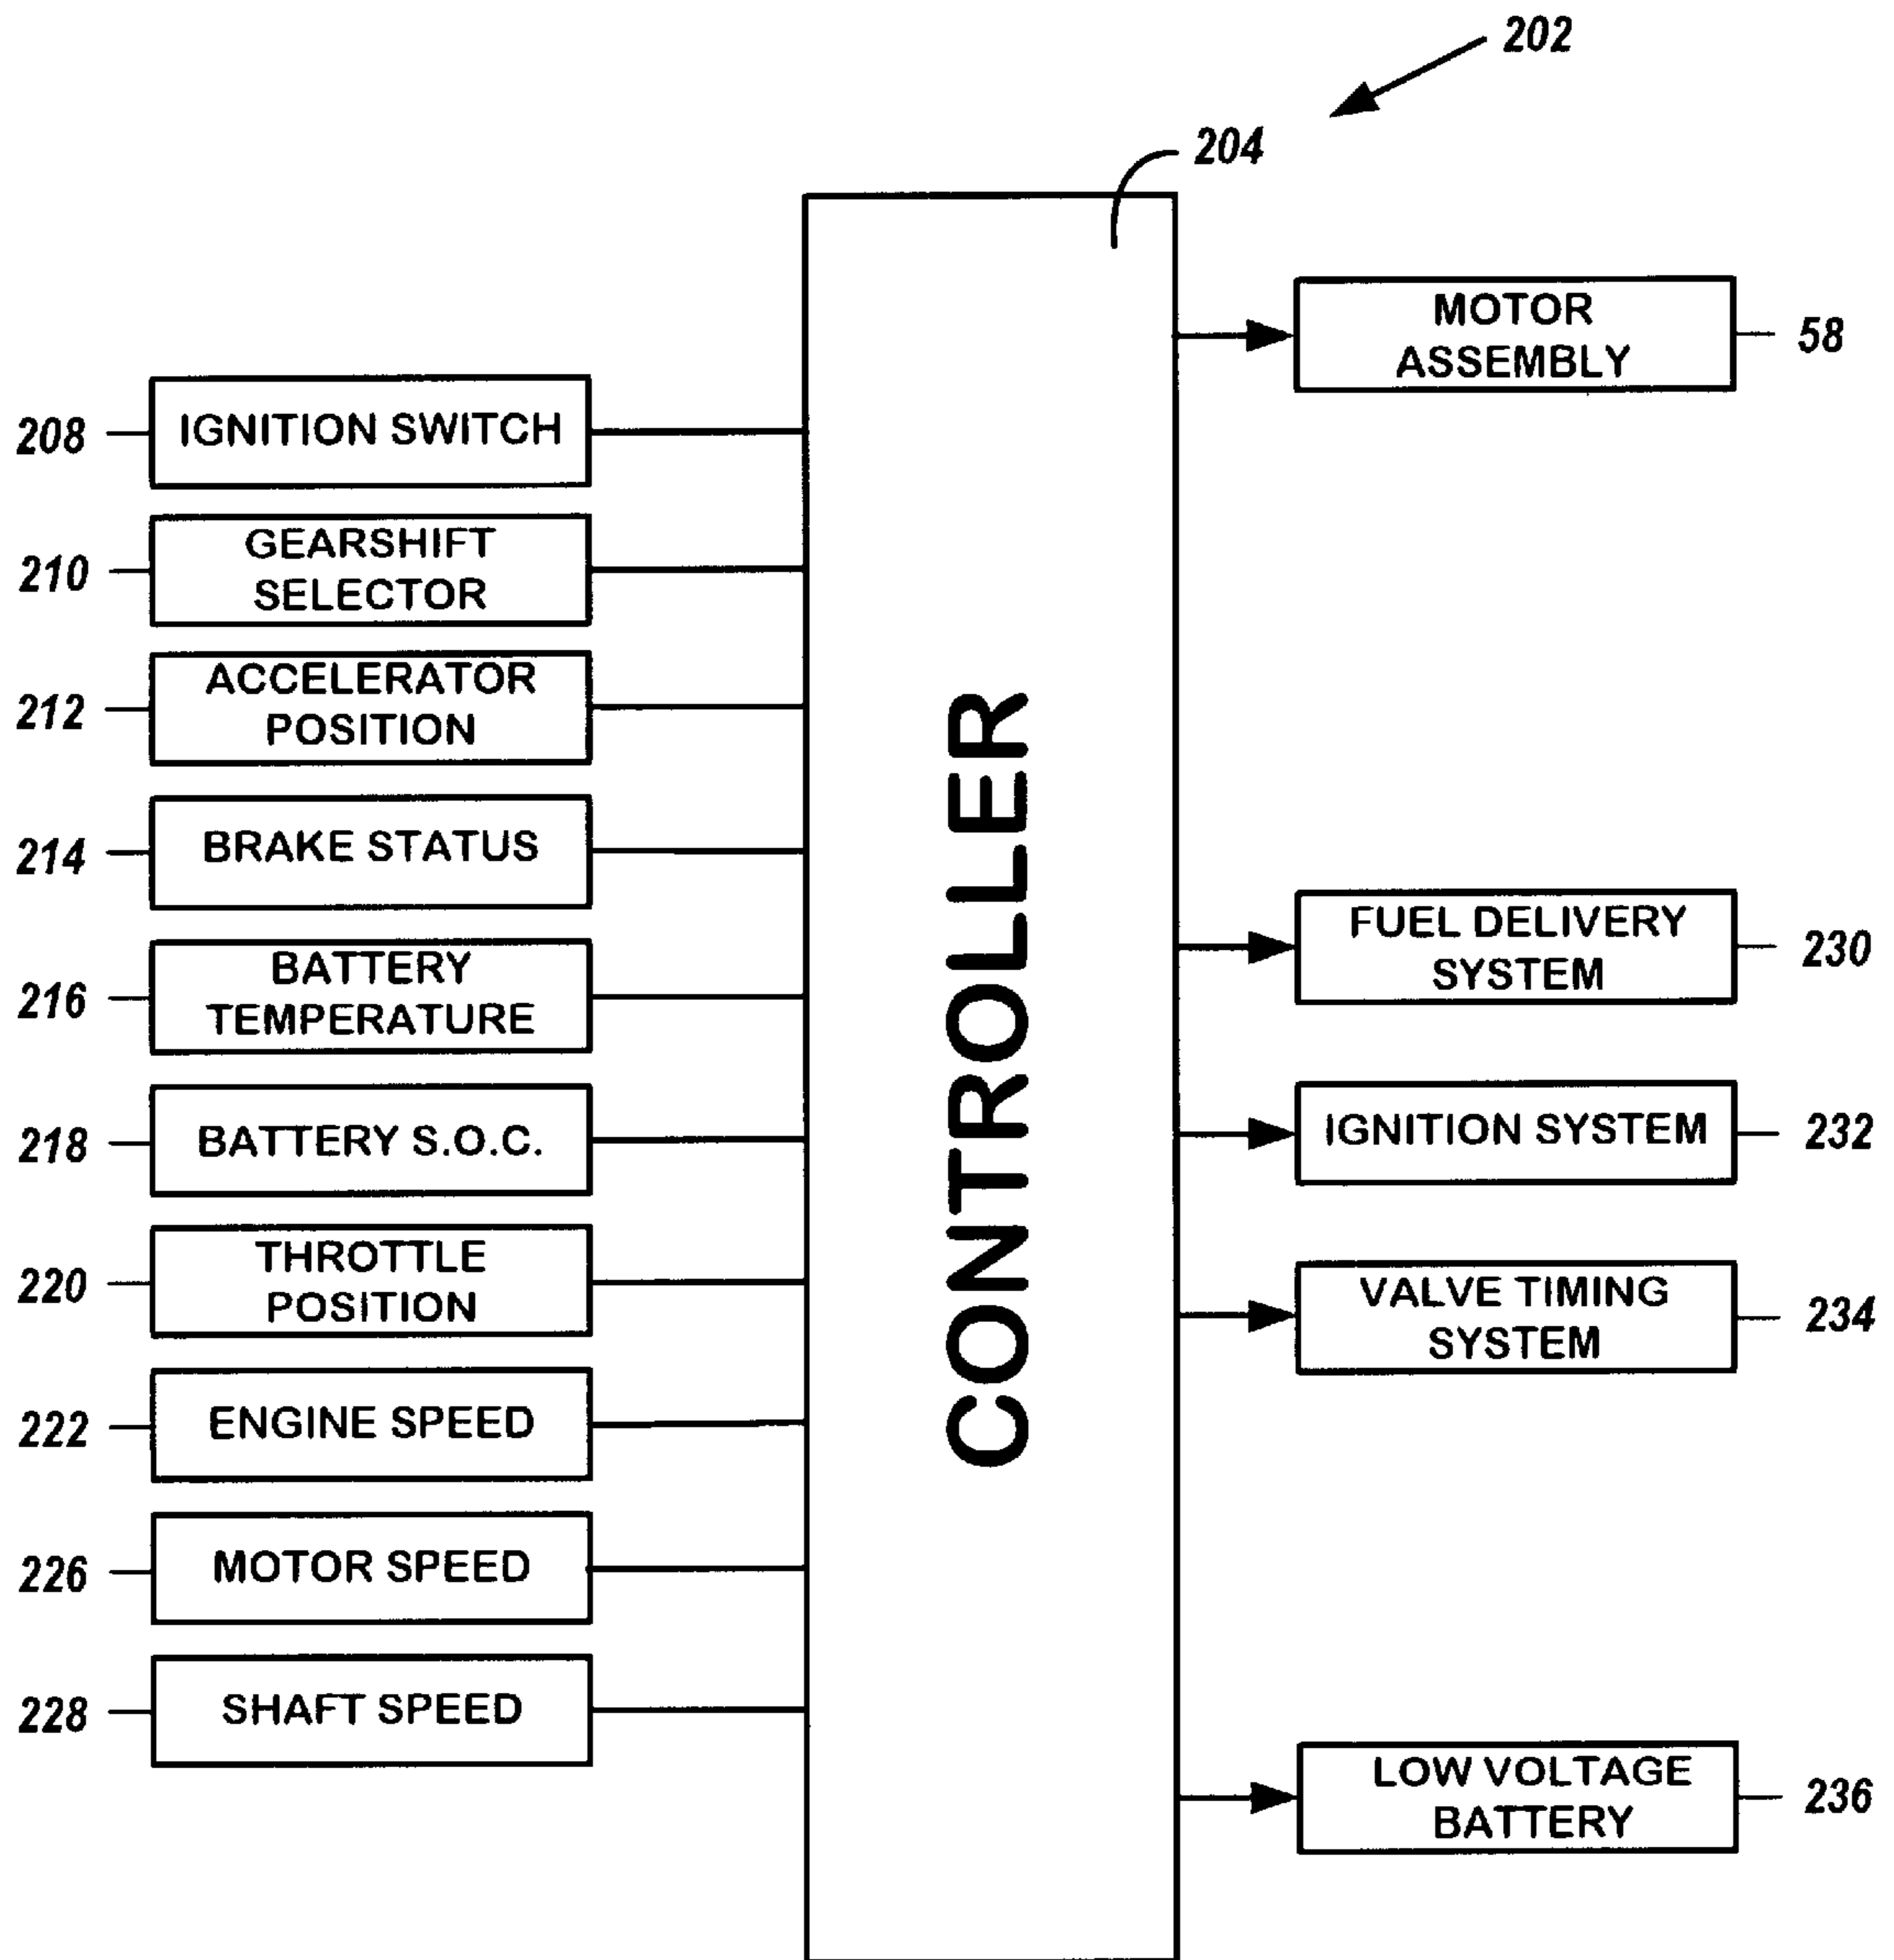 202
204
MOTOR
ASSEMBLY
58
208
IGNITION SWITCH
210
GEARSHIFT
SELECTOR
212
ACCELERATOR
POSITION
214
BRAKE STATUS
216
BATTERY
TEMPERATURE
218
BATTERY S.O.C.
220
THROTTLE
POSITION
222
ENGINE SPEED
226
MOTOR SPEED
228
SHAFT SPEED
CONTROLLER
FUEL DELIVERY
SYSTEM
230
IGNITION SYSTEM
232
VALVE TIMING
SYSTEM
234
LOW VOLTAGE
BATTERY
236